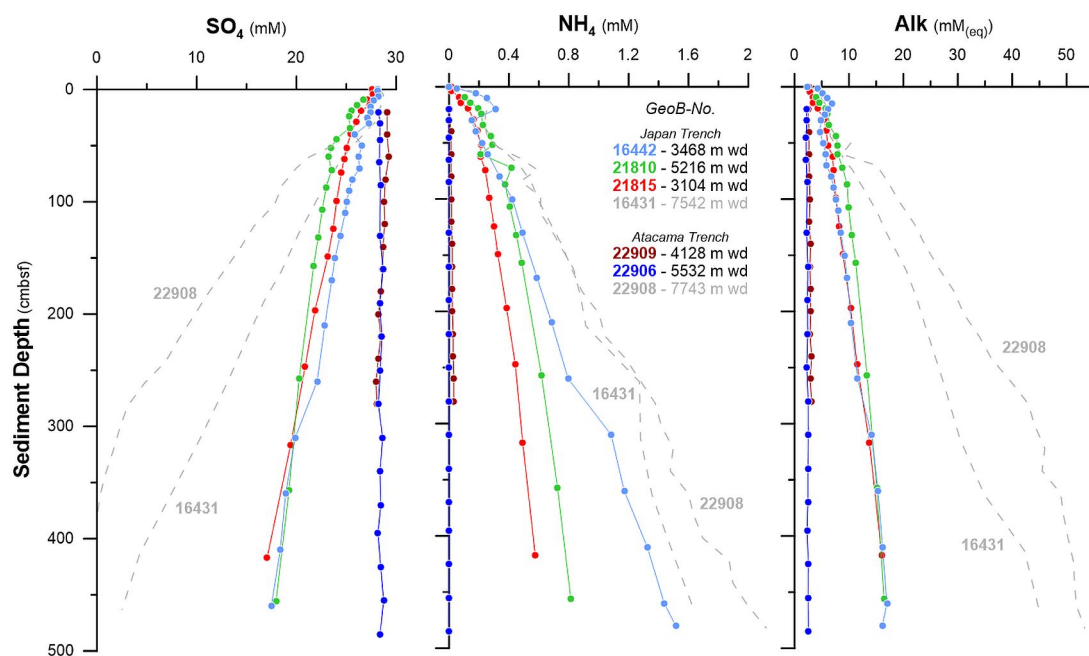 SO4 (mM)
NH4 (mM)
Alk (mM(eq))
0 10 20 30
0 0.4 0.8 1.2 1.6 2
0 10 20 30 40 50
0
100
200
300
400
500
Sediment Depth (cmbsf)
GeoB-No.
Japan Trench
16442 - 3468 m wd
21810 - 5216 m wd
21815 - 3104 m wd
16431 - 7542 m wd
Atacama Trench
22909 - 4128 m wd
22906 - 5532 m wd
22908 - 7743 m wd
22908
16431
16431
22908
22908
16431